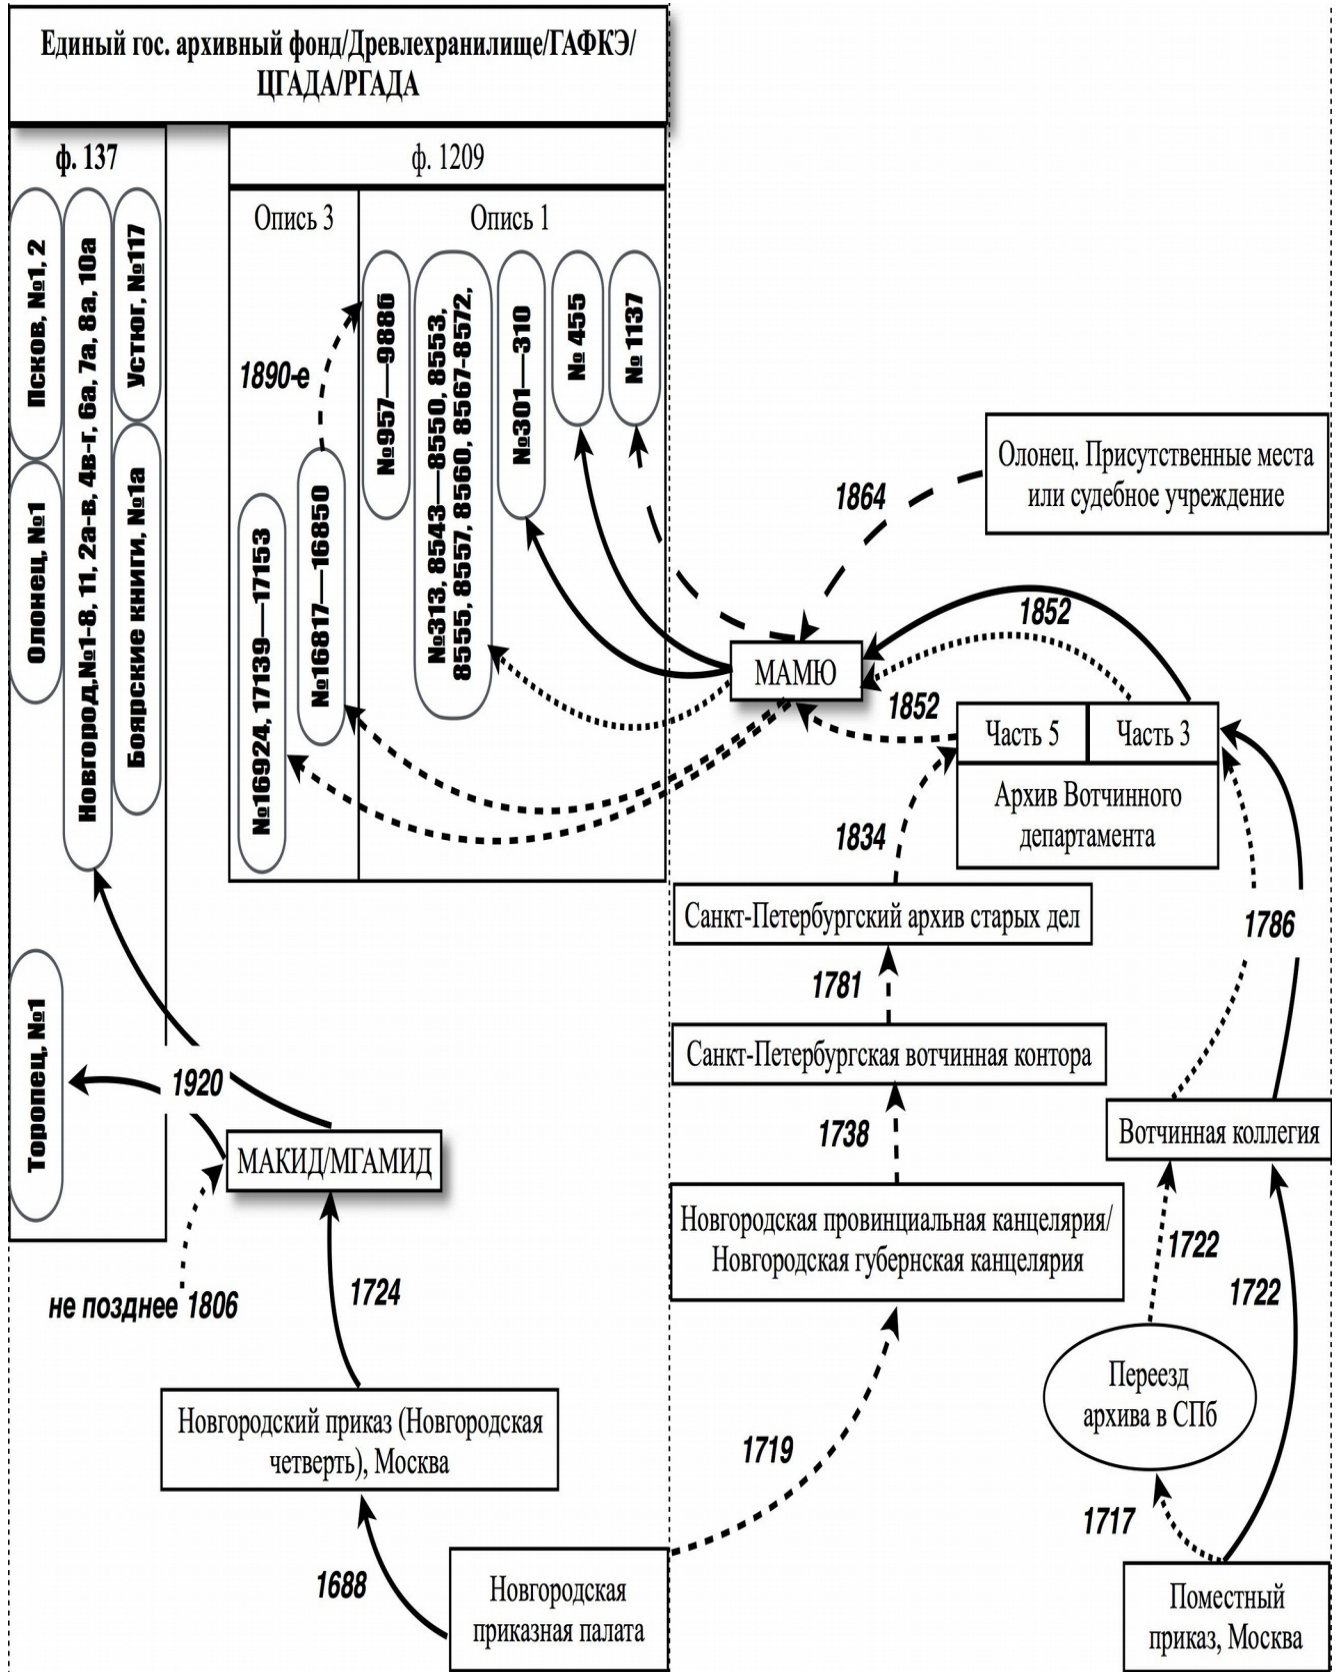 Единый гос. архивный фонд/Древлехранилище/ГАФКЭ/
ЦГАДА/РГАДА
ф. 137
ф. 1209
Опись 3
Опись 1
Псков, №1, 2
Олонец, №1
Новгород,№1-8, 11, 2а-в, 4в-г, 6а, 7а, 8а, 10а
Устюг, №117
Боярские книги, №1а
Торопец, №1
1890-е
№16924, 17139—17153
№16817—16850
№957—9886
№313, 8543—8550, 8553,
8555, 8557, 8560, 8567-8572,
№301—310
№ 455
№ 1137
Олонец. Присутственные места
или судебное учреждение
1864
1852
МАМЮ
1852
Часть 5
Часть 3
Архив Вотчинного
департамента
1834
Санкт-Петербургский архив старых дел
1786
1781
Санкт-Петербургская вотчинная контора
1920
1738
Вотчинная коллегия
МАКИД/МГАМИД
Новгородская провинциальная канцелярия/
Новгородская губернская канцелярия
1722
1722
не позднее 1806
1724
Переезд
архива в СПб
Новгородский приказ (Новгородская
четверть), Москва
1719
1717
1688
Новгородская
приказная палата
Поместный
приказ, Москва